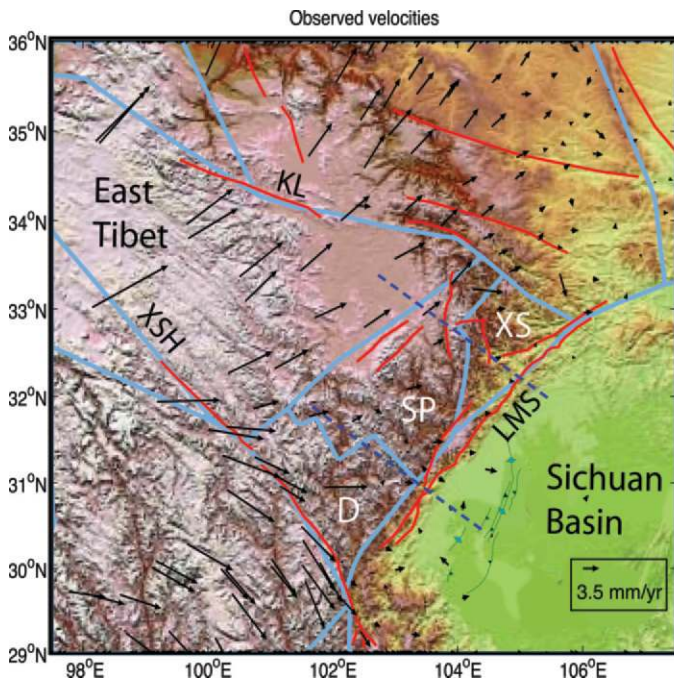 Observed velocities
36°N
35°N
34°N
33°N
32°N
31°N
30°N
29°N
East
Tibet
KL
XSH
XS
SP
LMS
D
Sichuan
Basin
3.5 mm/yr
98°E
100°E
102°E
104°E
106°E